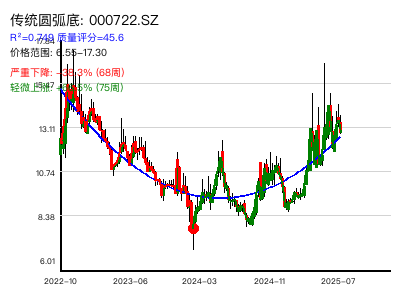 传统圆弧底: 000722.SZ
R²=0.749 质量评分=45.6
价格范围: 6.55-17.30
严重下降: -38.3% (68周)
轻微上升: (75周)
13.11
10.74
8.38
6.01
2022-10
2023-06
2024-03
2024-11
2025-07